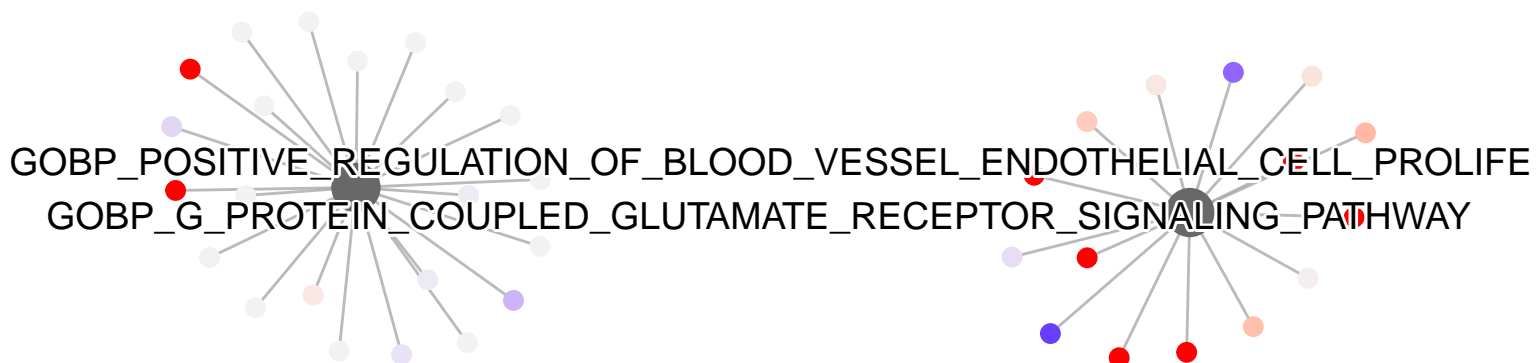 GOBP_POSITIVE_REGULATION_OF_BLOOD_VESSEL_ENDOTHELIAL_CELL_PROLIFE
GOBP_G_PROTEIN_COUPLED_GLUTAMATE_RECEPTOR_SIGNALING_PATHWAY